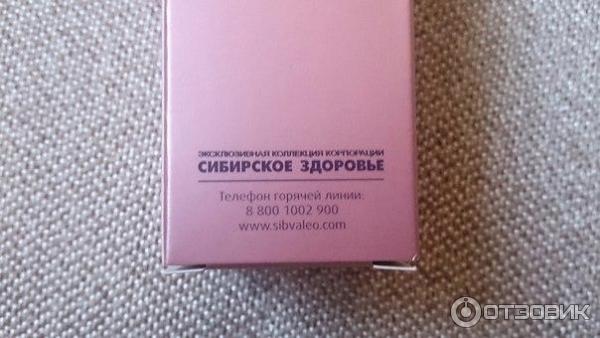 ЭКСКЛЮЗИВНАЯ КОЛЛЕКЦИЯ КОРПОРАЦИИ
СИБИРСКОЕ ЗДОРОВЬЕ
Телефон горячей линии:
8 800 1002 900
www.sibvaleo.com
ОТЗОВИК